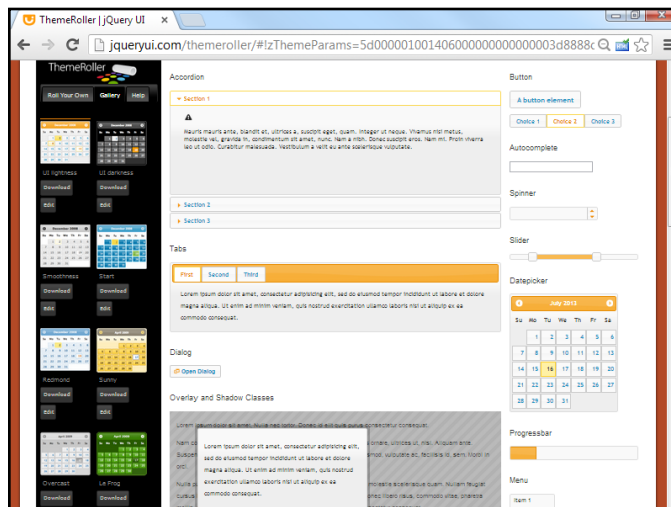 ThemeRoller | jQuery UI
jqueryui.com/themeroller/#!zThemeParams=5d00000100140600000000000000003d8888c
ThemeRoller
Roll Your Own
Gallery
Help
UI lightness
UI darkness
Download
Download
Edit
Edit
Smoothness
Start
Download
Download
Edit
Edit
Redmond
Sunny
Download
Download
Edit
Edit
Overcast
Le Frog
Download
Download
Accordion
Section 1
Mauris mauris ante, blandit et, ultrices a, suscipit eget, quam. Integer ut neque. Vivamus nisi metus,
molestie vel, gravida in, condimentum sit amet, nunc. Nam a nibh. Donec suscipit eros. Nam mi. Proin viverra
leo ut odio. Curabitur malesuada. Vestibulum a velit eu ante scelerisque vulputate.
Section 2
Section 3
Tabs
First
Second
Third
Lorem ipsum dolor sit amet, consectetur adipisicing elit, sed do eiusmod tempor incididunt ut labore et dolore
magna aliqua. Ut enim ad minim veniam, quis nostrud exercitation ullamco laboris nisi ut aliquip ex ea
commodo consequat.
Dialog
Open Dialog
Overlay and Shadow Classes
Lorem ipsum dolor sit amet, consectetur adipisicing elit,
sed do eiusmod tempor incididunt ut labore et dolore
magna aliqua. Ut enim ad minim veniam, quis nostrud
exercitation ullamco laboris nisi ut aliquip ex ea
commodo consequat.
Button
A button element
Choice 1
Choice 2
Choice 3
Autocomplete
Spinner
Slider
Datepicker
July 2013
Su Mo Tu We Th Fr Sa
1 2 3 4 5 6
7 8 9 10 11 12 13
14 15 16 17 18 19 20
21 22 23 24 25 26 27
28 29 30 31
Progressbar
Menu
Item 1